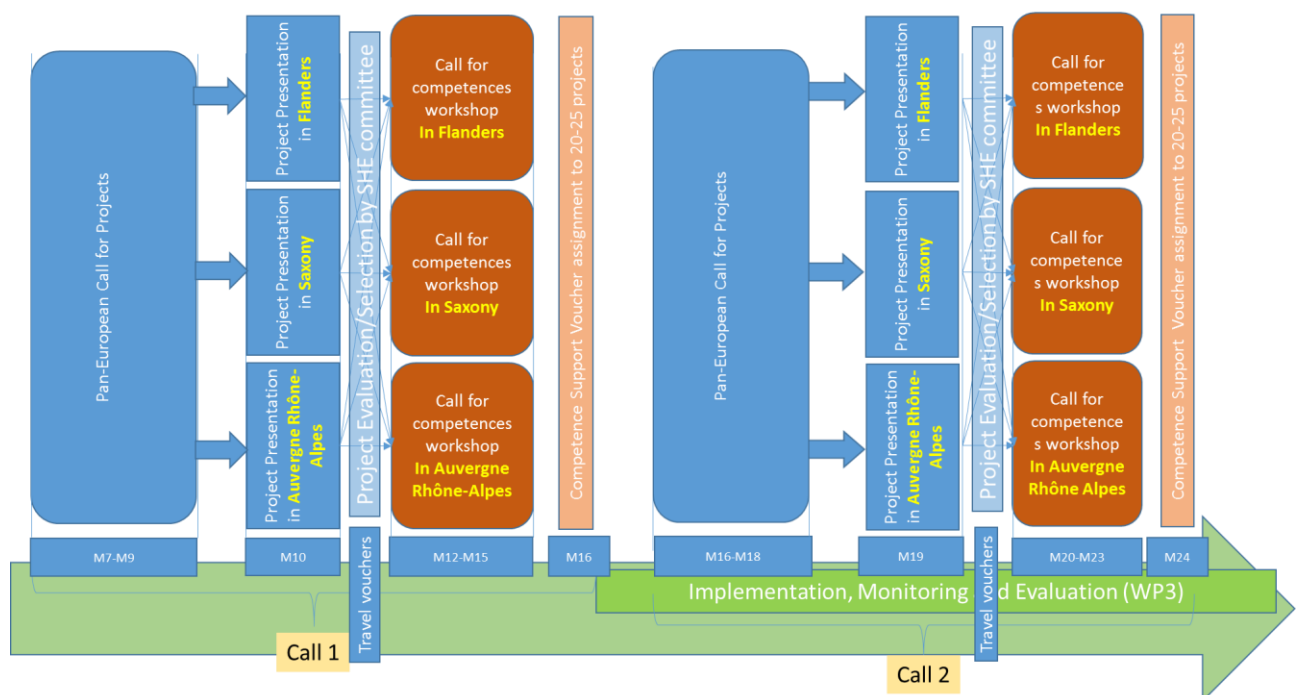 Pan-European Call for Projects
Project Presentation
in Flanders
Project Presentation
in Saxony
Project Presentation
in Auvergne Rhône-
Alpes
Project Evaluation/Selection by SHE committee
Call for
competences
workshop
In Flanders
Call for
competences
workshop
In Saxony
Call for
competences
workshop
In Auvergne
Rhône-Alpes
Competence Support Voucher assignment to 20-25 projects
Pan-European Call for Projects
Project Presentation
in Flanders
Project Presentation
in Saxony
Project Presentation
in Auvergne Rhône-
Alpes
Project Evaluation/Selection by SHE committee
Call for
competence
s workshop
In Flanders
Call for
competence
s workshop
In Saxony
Call for
competence
s workshop
In Auvergne
Rhône Alpes
Competence Support Voucher assignment to 20-25 projects
M7-M9
M10
M12-M15
M16
M16-M18
M19
M20-M23
M24
Travel vouchers
Travel vouchers
Implementation, Monitoring and Evaluation (WP3)
Call 1
Call 2